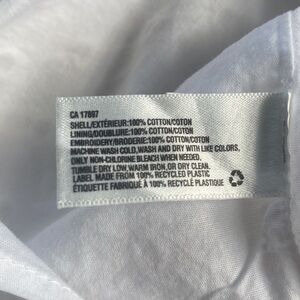 CA 17897
SHELL/EXTÉRIEUR:100% COTTON/COTON
LINING/DOUBLURE:100% COTTON/COTON
EMBROIDERY/BRODERIE:100% COTTON/COTON
MACHINE WASH COLD,WASH AND DRY WITH LIKE COLORS,
ONLY NON-CHLORINE BLEACH WHEN NEEDED,
TUMBLE DRY LOW,WARM IRON, OR DRY CLEAN.
LABEL MADE FROM 100% RECYCLED PLASTIC
ÉTIQUETTE FABRIQUÉ À 100% RECYCLÉ PLASTIQUE